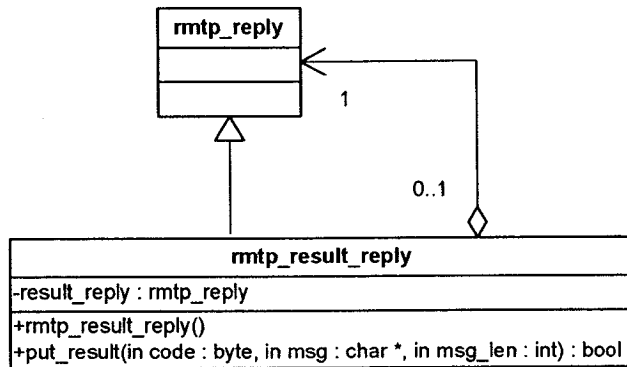 rmtp_reply
1
0..1
rmtp_result_reply
-result_reply : rmtp_reply
+rmtp_result_reply()
+put_result(in code : byte, in msg : char *, in msg_len : int) : bool